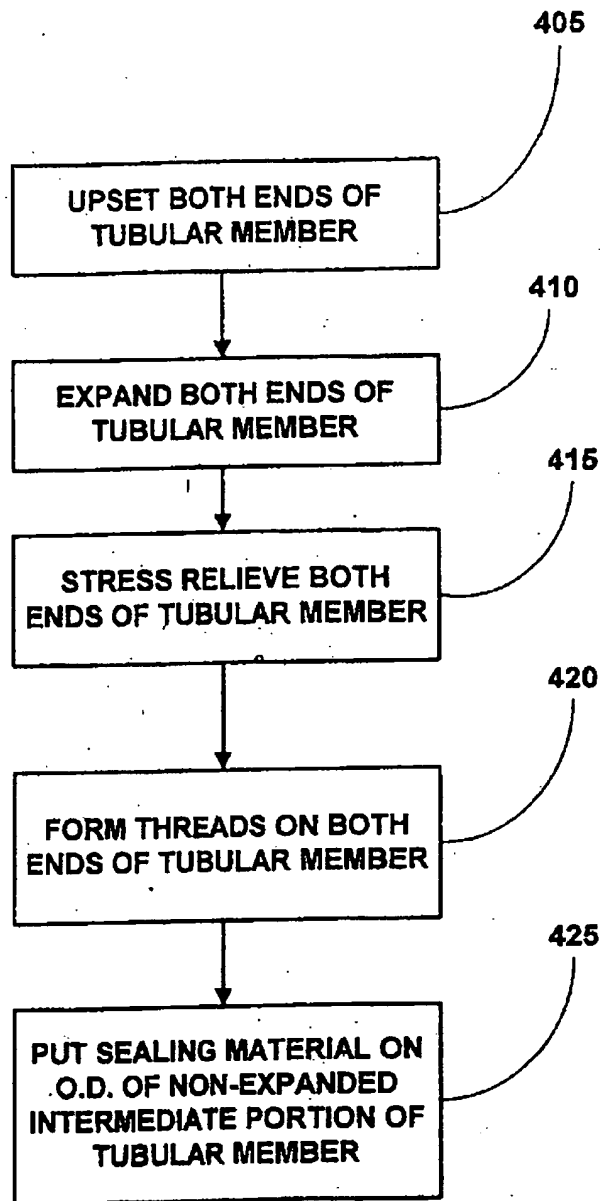 405
UPSET BOTH ENDS OF
TUBULAR MEMBER
410
EXPAND BOTH ENDS OF
TUBULAR MEMBER
415
STRESS RELIEVE BOTH
ENDS OF TUBULAR MEMBER
420
FORM THREADS ON BOTH
ENDS OF TUBULAR MEMBER
425
PUT SEALING MATERIAL ON
O.D. OF NON-EXPANDED
INTERMEDIATE PORTION OF
TUBULAR MEMBER